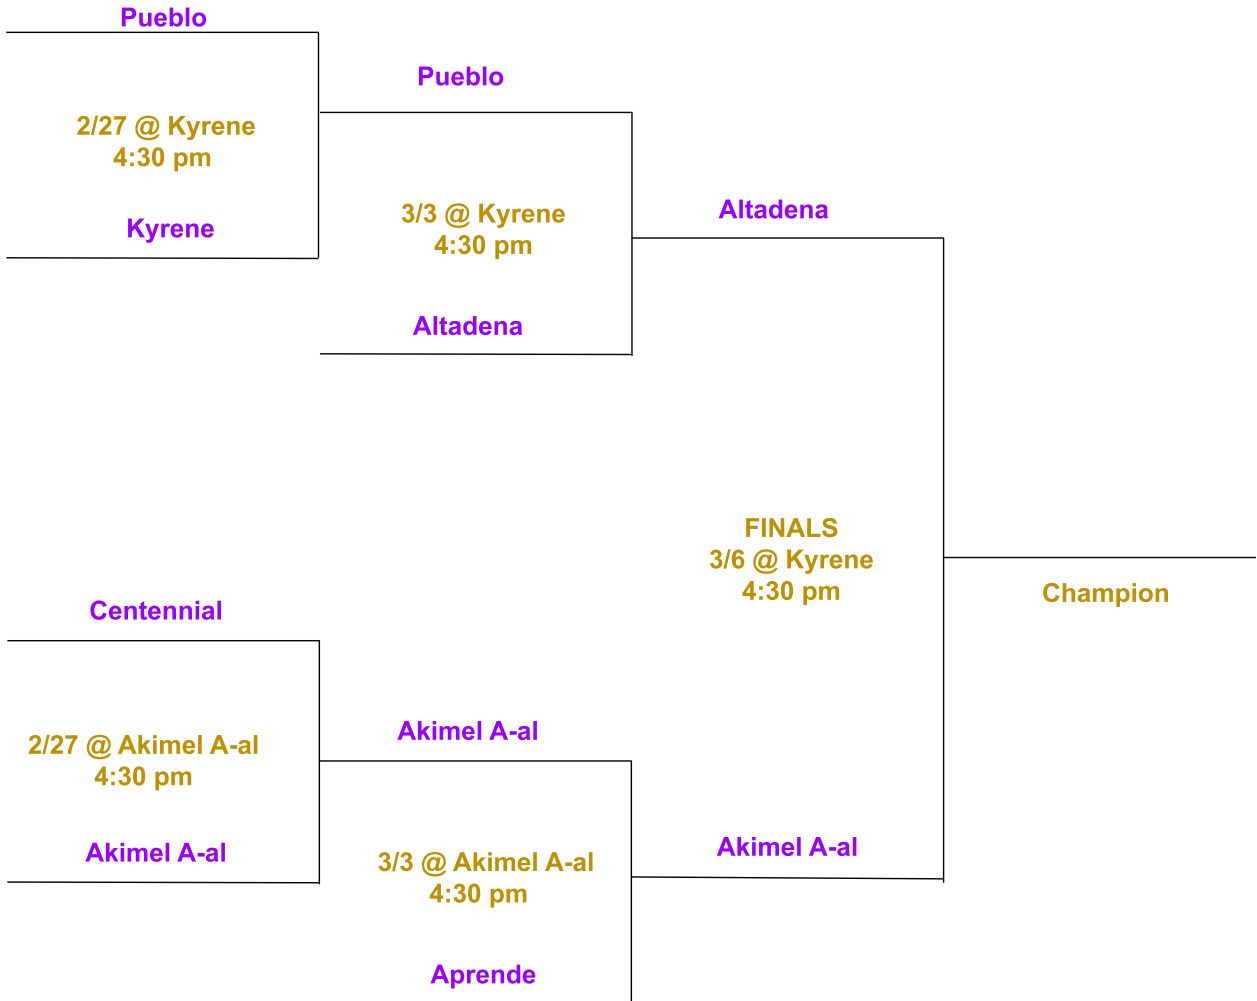 Pueblo
Pueblo
2/27 @ Kyrene
4:30 pm
Kyrene
3/3 @ Kyrene
4:30 pm
Altadena
Altadena
FINALS
3/6 @ Kyrene
4:30 pm
Champion
Centennial
Akimel A-al
2/27 @ Akimel A-al
4:30 pm
Akimel A-al
3/3 @ Akimel A-al
4:30 pm
Akimel A-al
Aprende